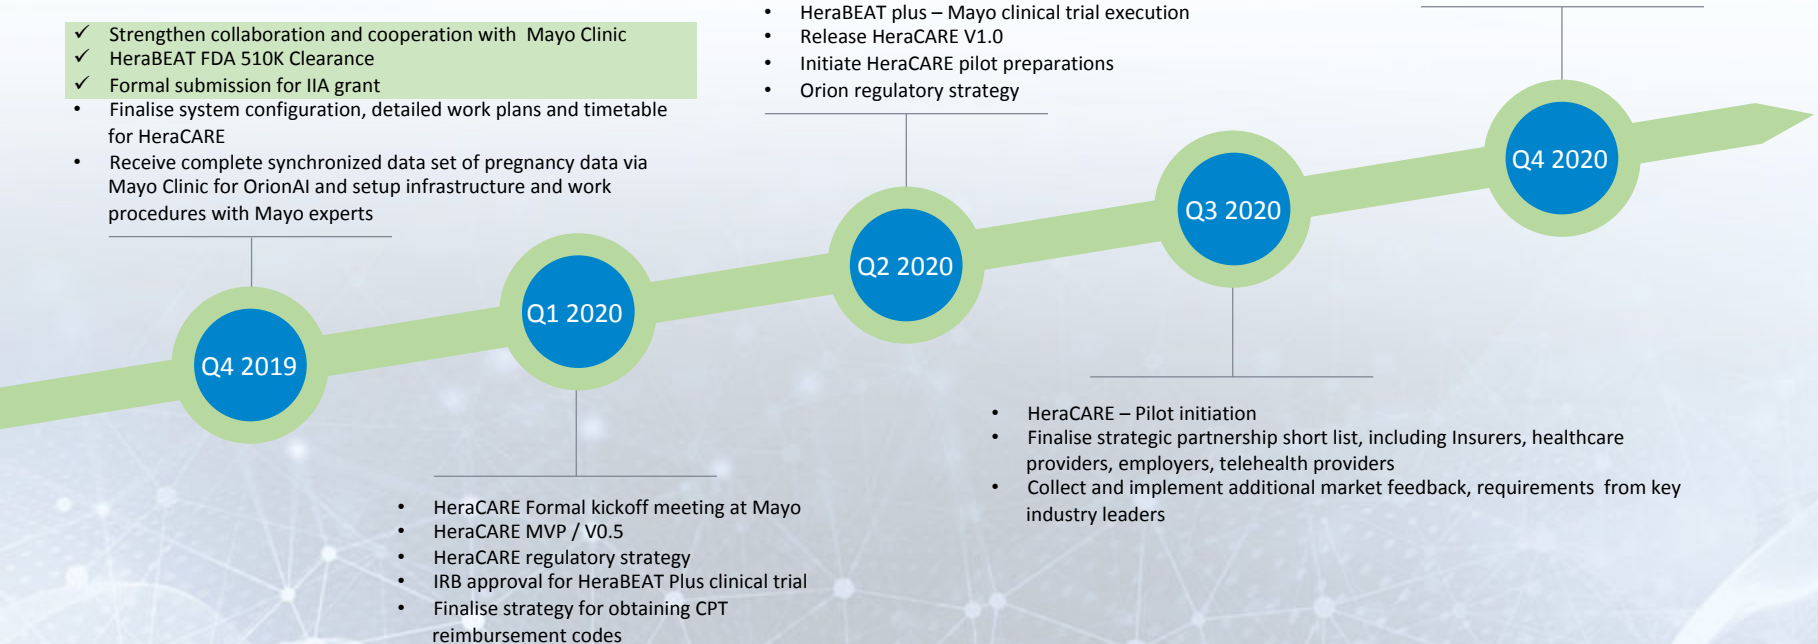 ✓ Strengthen collaboration and cooperation with  Mayo Clinic
✓ HeraBEAT FDA 510K Clearance
✓ Formal submission for IIA grant
• Finalise system configuration, detailed work plans and timetable
for HeraCARE
• Receive complete synchronized data set of pregnancy data via
Mayo Clinic for OrionAI and setup infrastructure and work
procedures with Mayo experts
Q4 2019
• HeraCARE Formal kickoff meeting at Mayo
• HeraCARE MVP / V0.5
• HeraCARE regulatory strategy
• IRB approval for HeraBEAT Plus clinical trial
• Finalise strategy for obtaining CPT
reimbursement codes
Q1 2020
• HeraBEAT plus – Mayo clinical trial execution
• Release HeraCARE V1.0
• Initiate HeraCARE pilot preparations
• Orion regulatory strategy
Q2 2020
Q3 2020
• HeraCARE – Pilot initiation
• Finalise strategic partnership short list, including Insurers, healthcare
providers, employers, telehealth providers
• Collect and implement additional market feedback, requirements  from key
industry leaders
Q4 2020